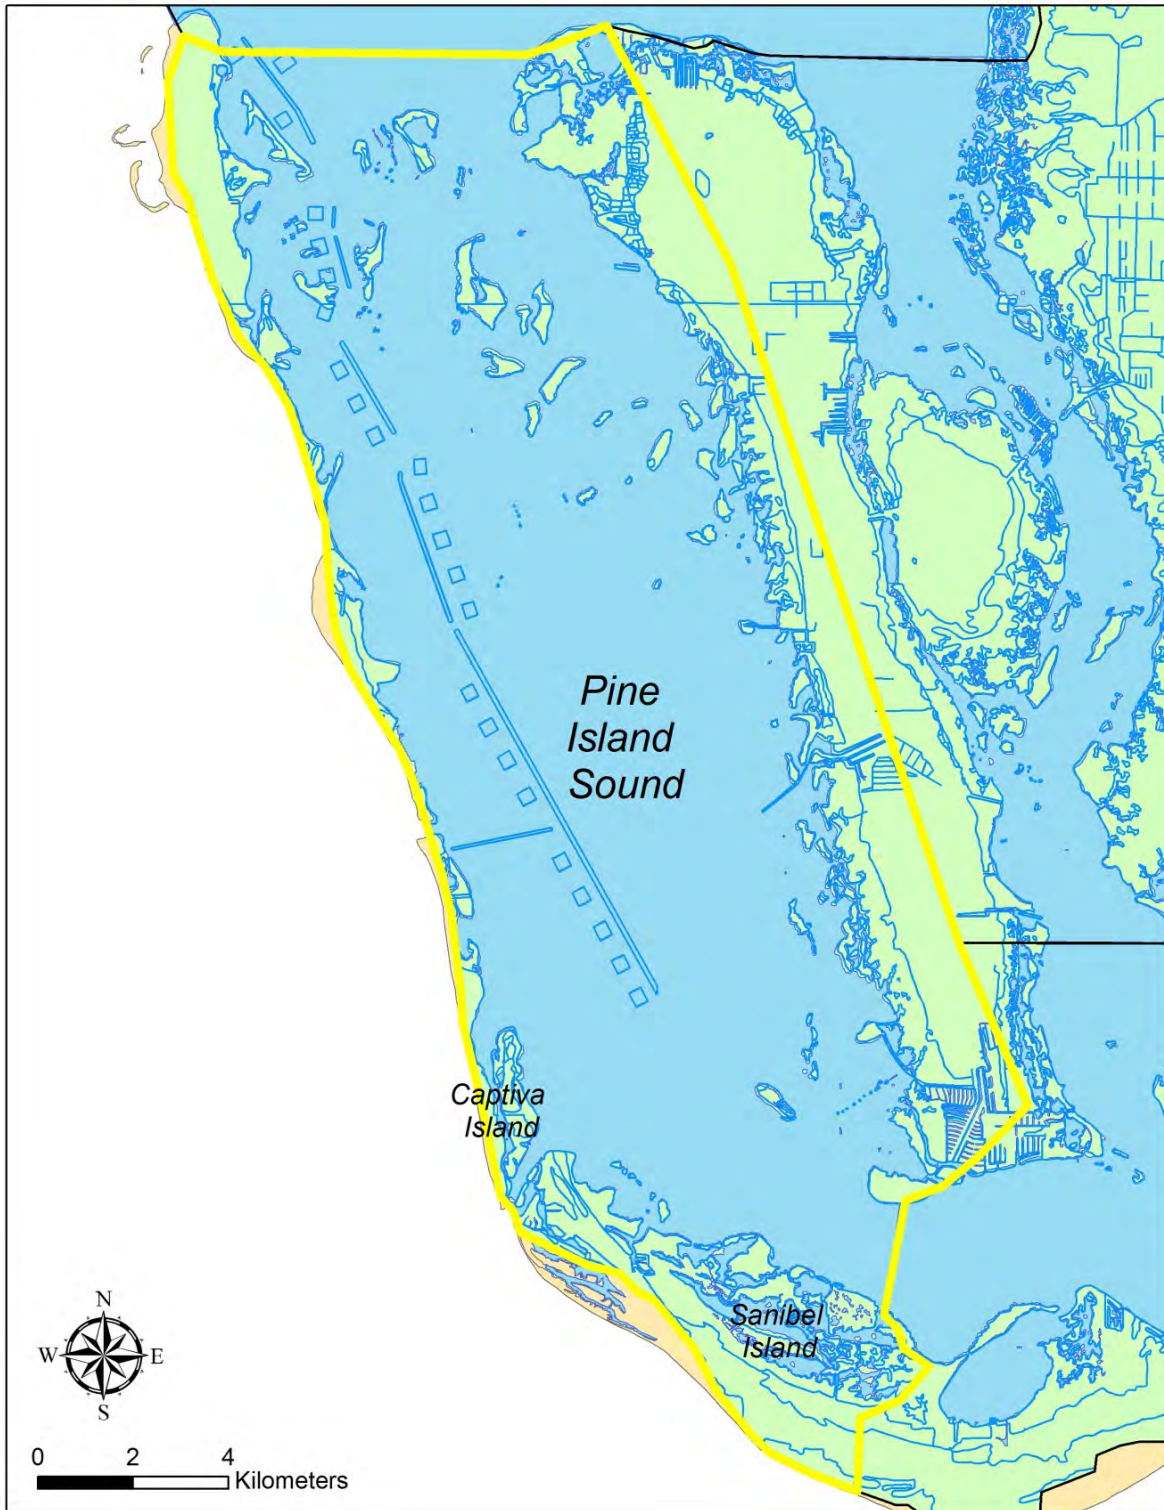 Pine
Island
Sound
Captiva
Island
Sanibel
Island
N
W E
S
0 2 4
Kilometers